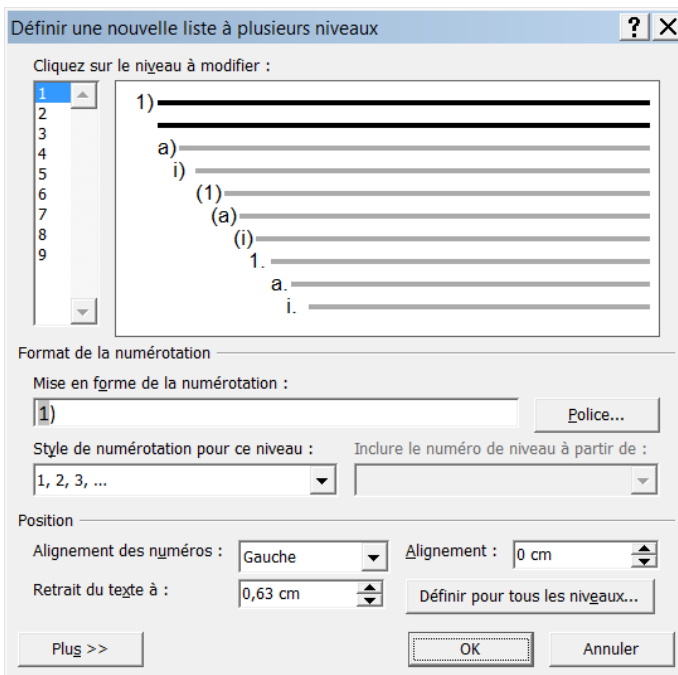 Définir une nouvelle liste à plusieurs niveaux
Cliquez sur le niveau à modifier :
1
2
3
4
5
6
7
8
9
1)
a)
i)
(1)
(a)
(i)
1.
a.
i.
Format de la numérotation
Mise en forme de la numérotation :
1)
Police...
Style de numérotation pour ce niveau :
Inclure le numéro de niveau à partir de :
1, 2, 3, ...
Position
Alignement des numéros :
Gauche
Alignement :
0 cm
Retrait du texte à :
0,63 cm
Définir pour tous les niveaux...
Plus >>
OK
Annuler